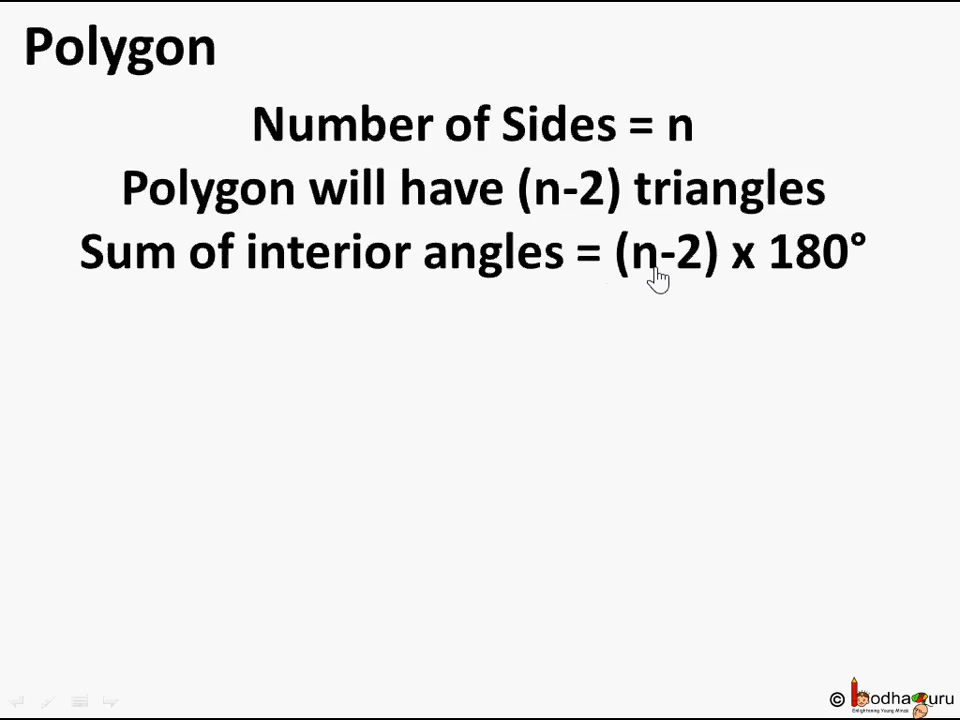 Polygon
Number of Sides = n
Polygon will have (n-2) triangles
Sum of interior angles = (n-2) x 180°
© bodhaguru
Enlightening Young Minds